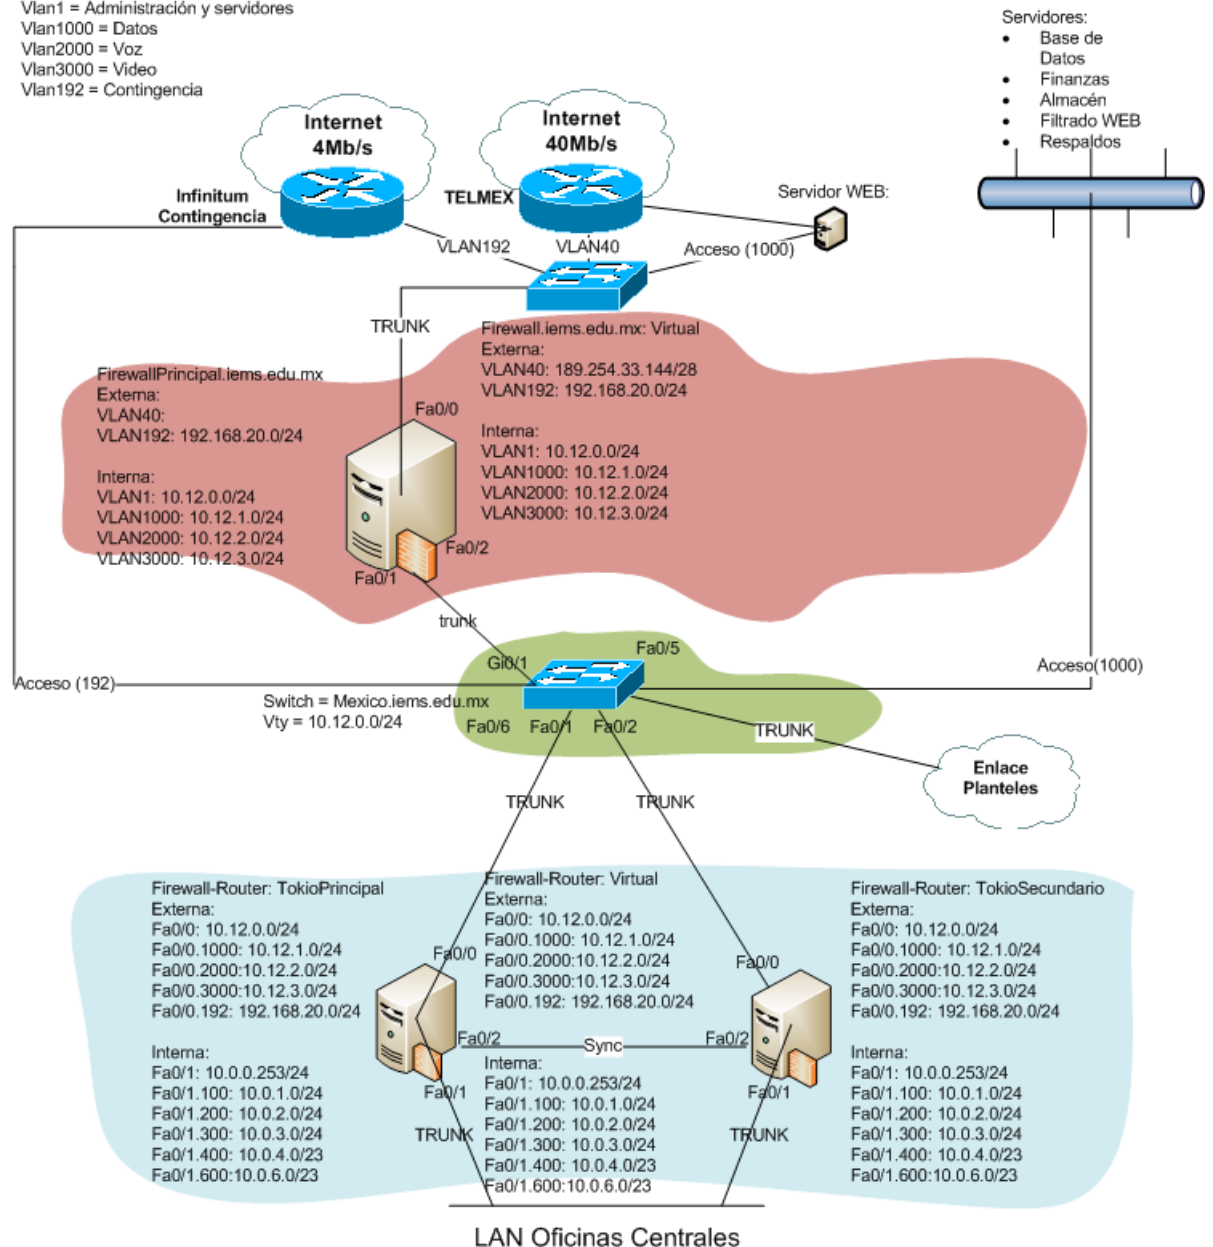 Vlan1 = Administración y servidores
Vlan1000 = Datos
Vlan2000 = Voz
Vlan3000 = Video
Vlan192 = Contingencia
Servidores:
• Base de
Datos
• Finanzas
• Almacén
• Filtrado WEB
• Respaldos
Internet
4Mb/s
Internet
40Mb/s
Infinitum
Contingencia
TELMEX
Servidor WEB:
VLAN192
VLAN40
Acceso (1000)
TRUNK
Firewall.iems.edu.mx: Virtual
Externa:
VLAN40: 189.254.33.144/28
VLAN192: 192.168.20.0/24
Interna:
VLAN1: 10.12.0.0/24
VLAN1000: 10.12.1.0/24
VLAN2000: 10.12.2.0/24
VLAN3000: 10.12.3.0/24
FirewallPrincipal.iems.edu.mx
Externa:
VLAN40:
VLAN192: 192.168.20.0/24
Interna:
VLAN1: 10.12.0.0/24
VLAN1000: 10.12.1.0/24
VLAN2000: 10.12.2.0/24
VLAN3000: 10.12.3.0/24
Fa0/0
Fa0/2
Fa0/1
trunk
Gi0/1
Fa0/5
Acceso (192)
Acceso(1000)
Switch = Mexico.iems.edu.mx
Vty = 10.12.0.0/24
Fa0/6
Fa0/1
Fa0/2
TRUNK
Enlace
Planteles
TRUNK
TRUNK
Firewall-Router: TokioPrincipal
Externa:
Fa0/0: 10.12.0.0/24
Fa0/0.1000: 10.12.1.0/24
Fa0/0.2000:10.12.2.0/24
Fa0/0.3000:10.12.3.0/24
Fa0/0.192: 192.168.20.0/24
Interna:
Fa0/1: 10.0.0.253/24
Fa0/1.100: 10.0.1.0/24
Fa0/1.200: 10.0.2.0/24
Fa0/1.300: 10.0.3.0/24
Fa0/1.400: 10.0.4.0/23
Fa0/1.600:10.0.6.0/23
Fa0/0
Fa0/2
Fa0/1
TRUNK
Firewall-Router: Virtual
Externa:
Fa0/0: 10.12.0.0/24
Fa0/0.1000: 10.12.1.0/24
Fa0/0.2000:10.12.2.0/24
Fa0/0.3000:10.12.3.0/24
Fa0/0.192: 192.168.20.0/24
Sync
Interna:
Fa0/1: 10.0.0.253/24
Fa0/1.100: 10.0.1.0/24
Fa0/1.200: 10.0.2.0/24
Fa0/1.300: 10.0.3.0/24
Fa0/1.400: 10.0.4.0/23
Fa0/1.600:10.0.6.0/23
Fa0/0
Fa0/2
Fa0/1
TRUNK
Firewall-Router: TokioSecundario
Externa:
Fa0/0: 10.12.0.0/24
Fa0/0.1000: 10.12.1.0/24
Fa0/0.2000:10.12.2.0/24
Fa0/0.3000:10.12.3.0/24
Fa0/0.192: 192.168.20.0/24
Interna:
Fa0/1: 10.0.0.253/24
Fa0/1.100: 10.0.1.0/24
Fa0/1.200: 10.0.2.0/24
Fa0/1.300: 10.0.3.0/24
Fa0/1.400: 10.0.4.0/23
Fa0/1.600:10.0.6.0/23
LAN Oficinas Centrales